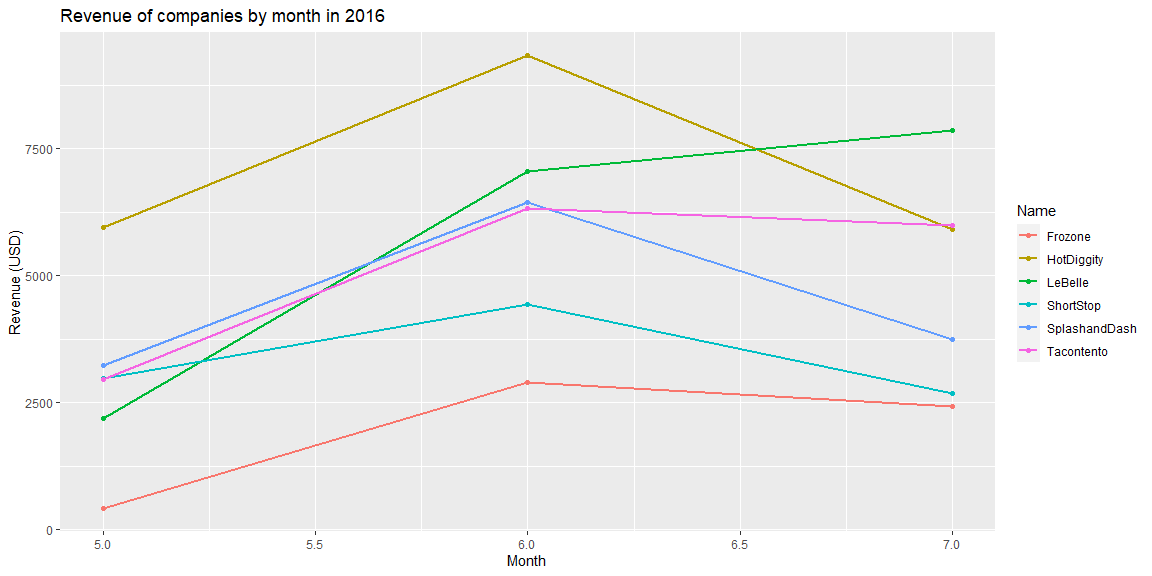 Revenue of companies by month in 2016
Revenue (USD)
7500
5000
2500
0
5.0
5.5
6.0
6.5
7.0
Month
Name
Frozone
HotDiggity
LeBelle
ShortStop
SplashandDash
Tacontento